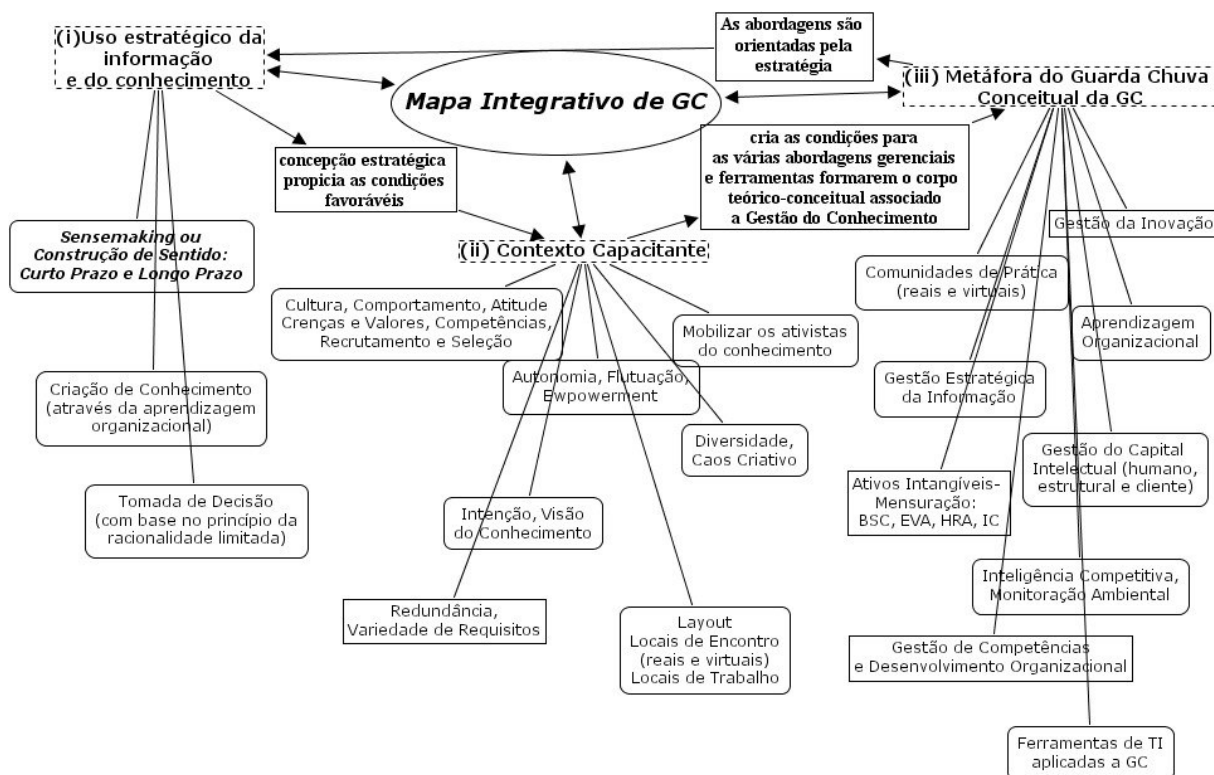 (i)Uso estratégico da
informação
e do conhecimento
As abordagens são
orientadas pela
estratégia
Mapa Integrativo de GC
(iii) Metáfora do Guarda Chuva
Conceitual da GC
concepção estratégica
propicia as condições
favorávéis
cria as condições para
as várias abordagens gerenciais
e ferramentas formarem o corpo
teórico-conceitual associado
a Gestão do Conhecimento
(ii) Contexto Capacitante
Sensemaking ou
Construção de Sentido:
Curto Prazo e Longo Prazo
Criação de Conhecimento
(através da aprendizagem
organizacional)
Tomada de Decisão
(com base no princípio da
racionalidade limitada)
Cultura, Comportamento, Atitude
Crenças e Valores, Competências,
Recrutamento e Seleção
Mobilizar os ativistas
do conhecimento
Autonomia, Flutuação,
Ewpowerment
Diversidade,
Caos Criativo
Intenção, Visão
do Conhecimento
Redundância,
Variedade de Requisitos
Layout
Locais de Encontro
(reais e virtuais)
Locais de Trabalho
Gestão da Inovação
Comunidades de Prática
(reais e virtuais)
Aprendizagem
Organizacional
Gestão Estratégica
da Informação
Gestão do Capital
Intelectual (humano,
estrutural e cliente)
Ativos Intangíveis-
Mensuração:
BSC, EVA, HRA, IC
Inteligência Competitiva,
Monitoração Ambiental
Gestão de Competências
e Desenvolvimento Organizacional
Ferramentas de TI
aplicadas a GC